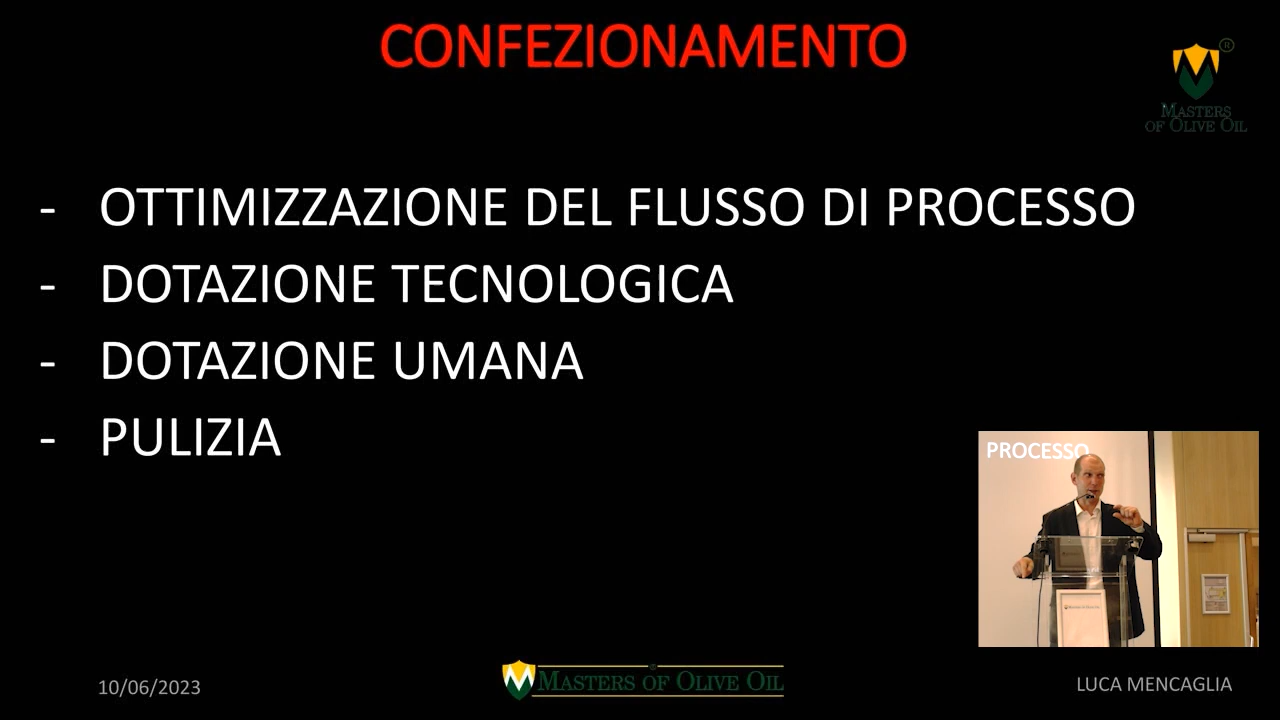 CONFEZIONAMENTO
®
MASTERS
OF OLIVE OIL
- OTTIMIZZAZIONE DEL FLUSSO DI PROCESSO
- DOTAZIONE TECNOLOGICA
- DOTAZIONE UMANA
- PULIZIA
PROCESSO
10/06/2023
MASTERS OF OLIVE OIL
LUCA MENCAGLIA